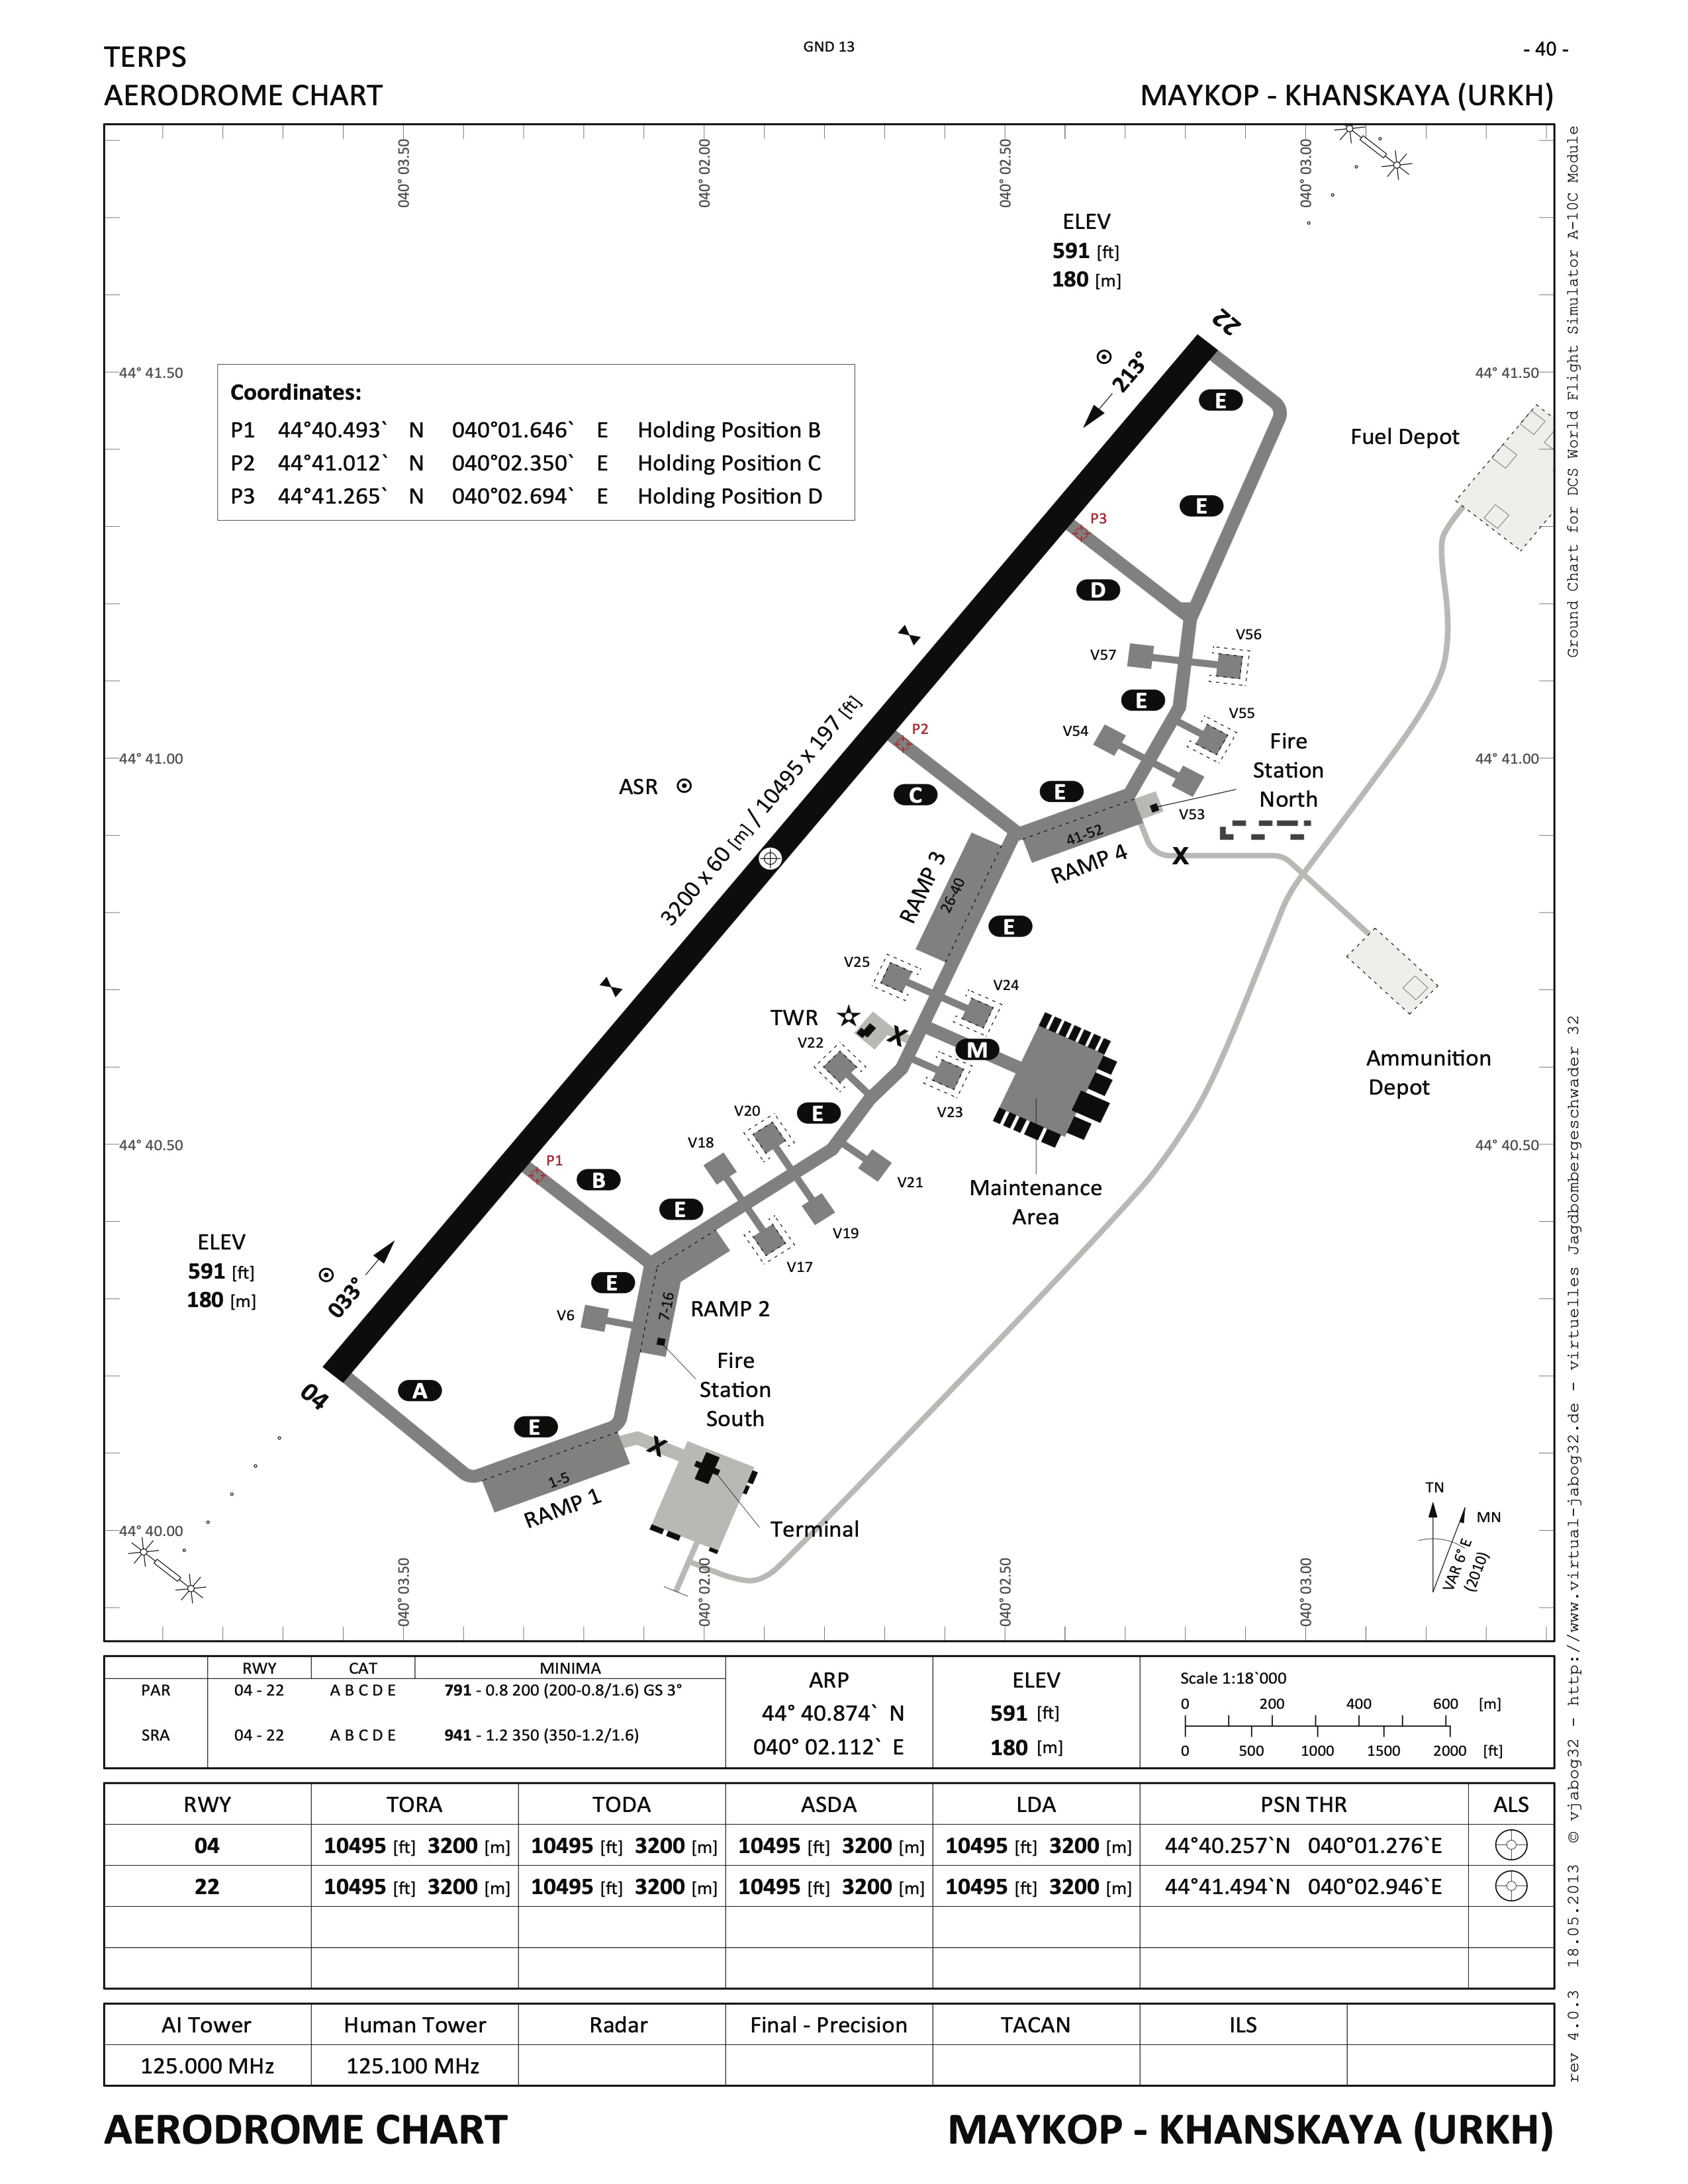 TERPS
GND 13
- 40 -
AERODROME CHART
MAYKOP - KHANSKAYA (URKH)
040° 03.50
040° 02.00
040° 02.50
040° 03.00
ELEV
591 [ft]
180 [m]
22
213°
44° 41.50
44° 41.50
Coordinates:
P1 44°40.493` N 040°01.646` E Holding Position B
P2 44°41.012` N 040°02.350` E Holding Position C
P3 44°41.265` N 040°02.694` E Holding Position D
E
Fuel Depot
E
P3
D
V56
V57
E
V55
V54
P2
Fire
Station
North
44° 41.00
44° 41.00
3200 x 60 [m] / 10495 x 197 [ft]
ASR
C
E
V53
41-52
RAMP 4
X
RAMP 3
26-40
E
V25
V24
TWR
X
V22
M
Ammunition
Depot
V23
V20
E
V18
44° 40.50
44° 40.50
P1
B
V21
Maintenance
Area
E
V19
V17
ELEV
591 [ft]
180 [m]
033°
E
V6
7-16
RAMP 2
Fire
Station
South
04
A
E
X
1-5
RAMP 1
Terminal
44° 40.00
TN
MN
VAR 6° E
(2010)
040° 03.50
040° 02.00
040° 02.50
040° 03.00
RWY CAT MINIMA
PAR 04 - 22 A B C D E 791 - 0.8 200 (200-0.8/1.6) GS 3°
SRA 04 - 22 A B C D E 941 - 1.2 350 (350-1.2/1.6)
ARP
44° 40.874` N
040° 02.112` E
ELEV
591 [ft]
180 [m]
Scale 1:18`000
0 200 400 600 [m]
0 500 1000 1500 2000 [ft]
RWY TORA TODA ASDA LDA PSN THR ALS
04 10495 [ft] 3200 [m] 10495 [ft] 3200 [m] 10495 [ft] 3200 [m] 10495 [ft] 3200 [m] 44°40.257`N 040°01.276`E
22 10495 [ft] 3200 [m] 10495 [ft] 3200 [m] 10495 [ft] 3200 [m] 10495 [ft] 3200 [m] 44°41.494`N 040°02.946`E
AI Tower Human Tower Radar Final - Precision TACAN ILS
125.000 MHz 125.100 MHz
AERODROME CHART
MAYKOP - KHANSKAYA (URKH)
rev 4.0.3 18.05.2013 © vjabog32 - http://www.virtual-jabog32.de - virtuelles Jagdbombergeschwader 32
Ground Chart for DCS World Flight Simulator A-10C Module